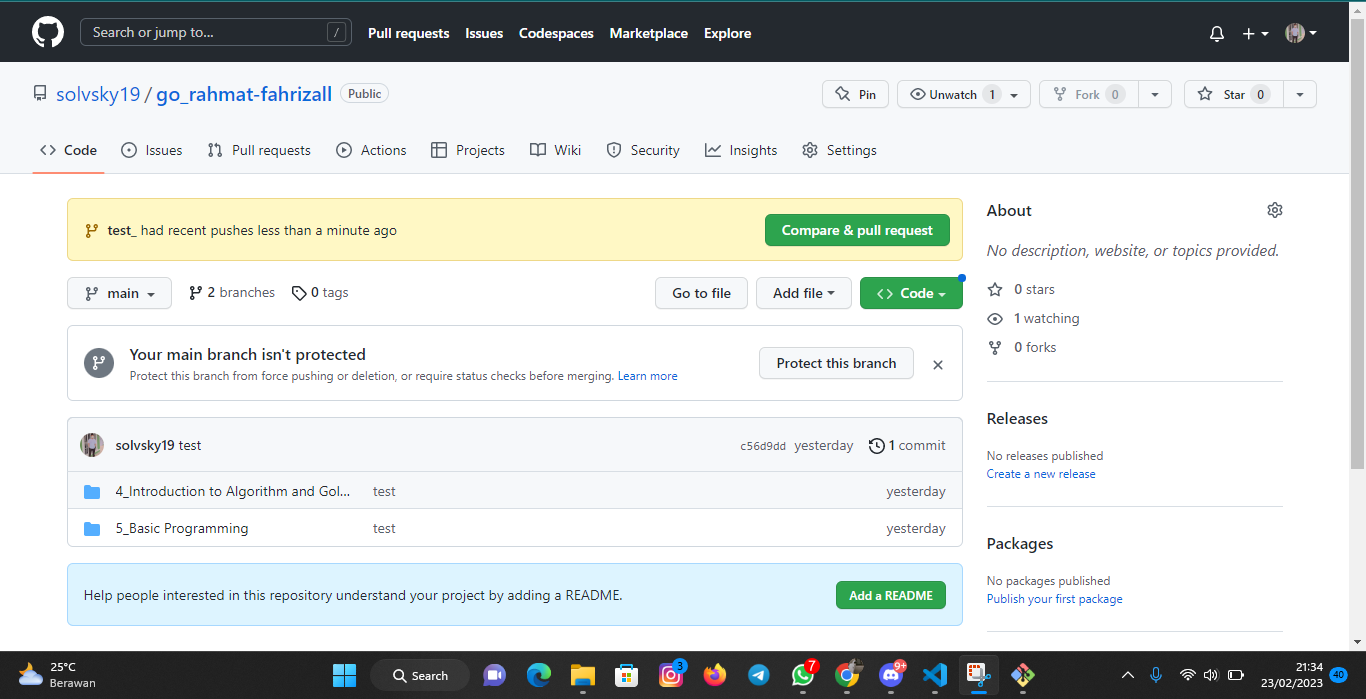 Search or jump to... /
Pull requests Issues Codespaces Marketplace Explore
solvsky19 / go_rahmat-fahrizall Public
Pin Unwatch 1 Fork 0 Star 0
Code Issues Pull requests Actions Projects Wiki Security Insights Settings
test_ had recent pushes less than a minute ago
Compare & pull request
main 2 branches 0 tags
Go to file Add file Code
Your main branch isn't protected
Protect this branch from force pushing or deletion, or require status checks before merging. Learn more
Protect this branch
solvsky19 test c56d9dd yesterday 1 commit
4_Introduction to Algorithm and Gol... test yesterday
5_Basic Programming test yesterday
Help people interested in this repository understand your project by adding a README.
Add a README
About
No description, website, or topics provided.
0 stars
1 watching
0 forks
Releases
No releases published
Create a new release
Packages
No packages published
Publish your first package
25°C
Berawan
Search
3
7
9+
21:34
23/02/2023
40